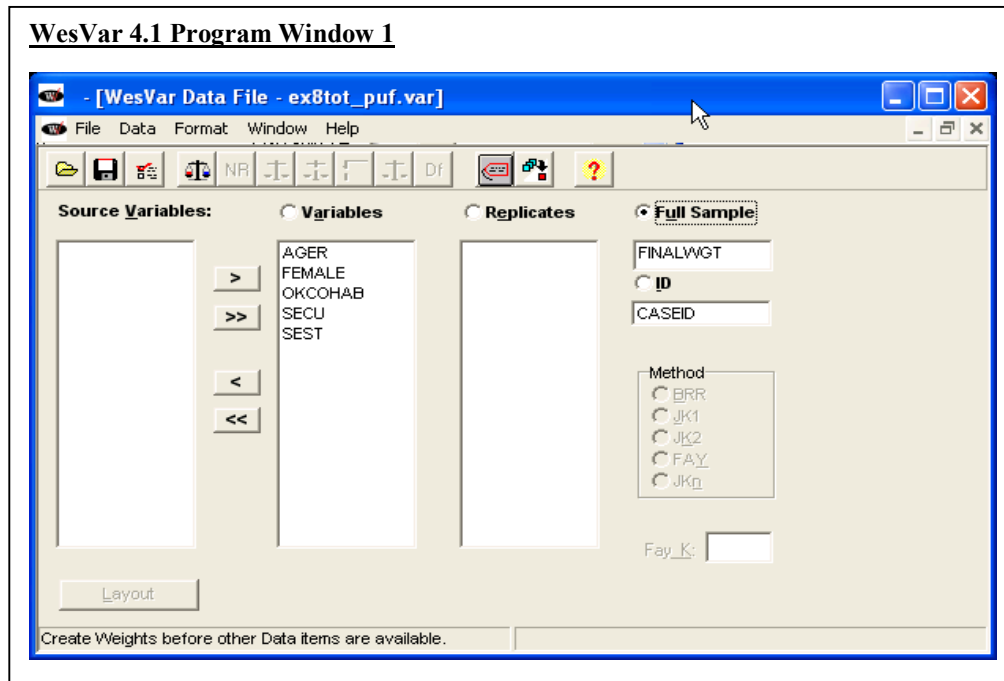 WesVar 4.1 Program Window 1
- [WesVar Data File - ex8tot_puf.var]
File Data Format Window Help
NR Df ?
Source Variables: Variables Replicates Full Sample
AGER
FEMALE
OKCOHAB
SECU
SEST
>
>>
<
<<
FINALWGT
ID
CASEID
Method
BRR
JK1
JK2
FAY
JKn
Fay_K:
Layout
Create Weights before other Data items are available.